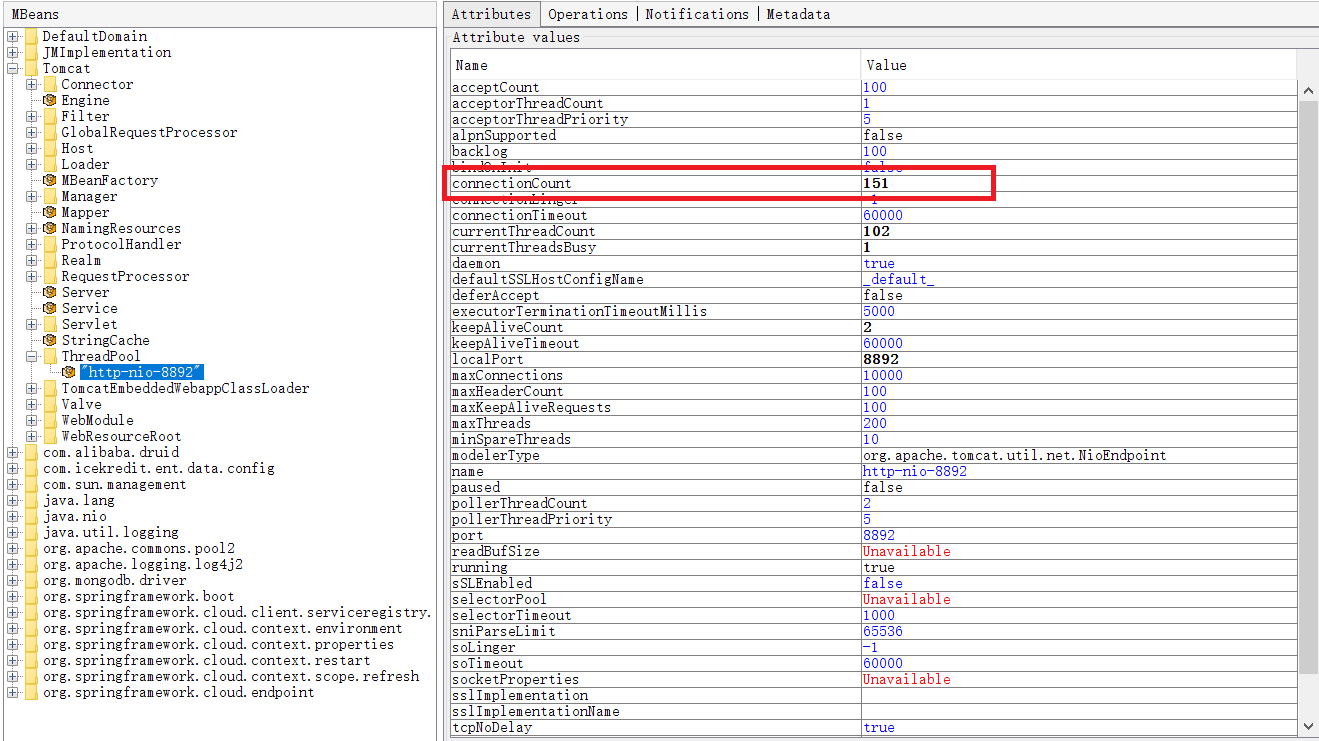 MBeans
DefaultDomain
JMImplementation
Tomcat
Connector
Engine
Filter
GlobalRequestProcessor
Host
Loader
MBeanFactory
Manager
Mapper
NamingResources
ProtocolHandler
Realm
RequestProcessor
Server
Service
Servlet
StringCache
ThreadPool
"http-nio-8892"
TomcatEmbeddedWebappClassLoader
Valve
WebModule
WebResourceRoot
com.alibaba.druid
com.icekredit.ent.data.config
com.sun.management
java.lang
java.nio
java.util.logging
org.apache.commons.pool2
org.apache.logging.log4j2
org.mongodb.driver
org.springframework.boot
org.springframework.cloud.client.serviceregistry.
org.springframework.cloud.context.environment
org.springframework.cloud.context.properties
org.springframework.cloud.context.restart
org.springframework.cloud.context.scope.refresh
org.springframework.cloud.endpoint
Attributes Operations Notifications Metadata
Attribute values
Name Value
acceptCount 100
acceptorThreadCount 1
acceptorThreadPriority 5
alpnSupported false
backlog 100
bindOnInit false
connectionCount 151
connectionLinger -1
connectionTimeout 60000
currentThreadCount 102
currentThreadsBusy 1
daemon true
defaultSSLHostConfigName _default_
deferAccept false
executorTerminationTimeoutMillis 5000
keepAliveCount 2
keepAliveTimeout 60000
localPort 8892
maxConnections 10000
maxHeaderCount 100
maxKeepAliveRequests 100
maxThreads 200
minSpareThreads 10
modelerType org.apache.tomcat.util.net.NioEndpoint
name http-nio-8892
paused false
pollerThreadCount 2
pollerThreadPriority 5
port 8892
readBufSize Unavailable
running true
sSLEnabled false
selectorPool Unavailable
selectorTimeout 1000
sniParseLimit 65536
soLinger -1
soTimeout 60000
socketProperties Unavailable
sslImplementation
sslImplementationName
tcpNoDelay true